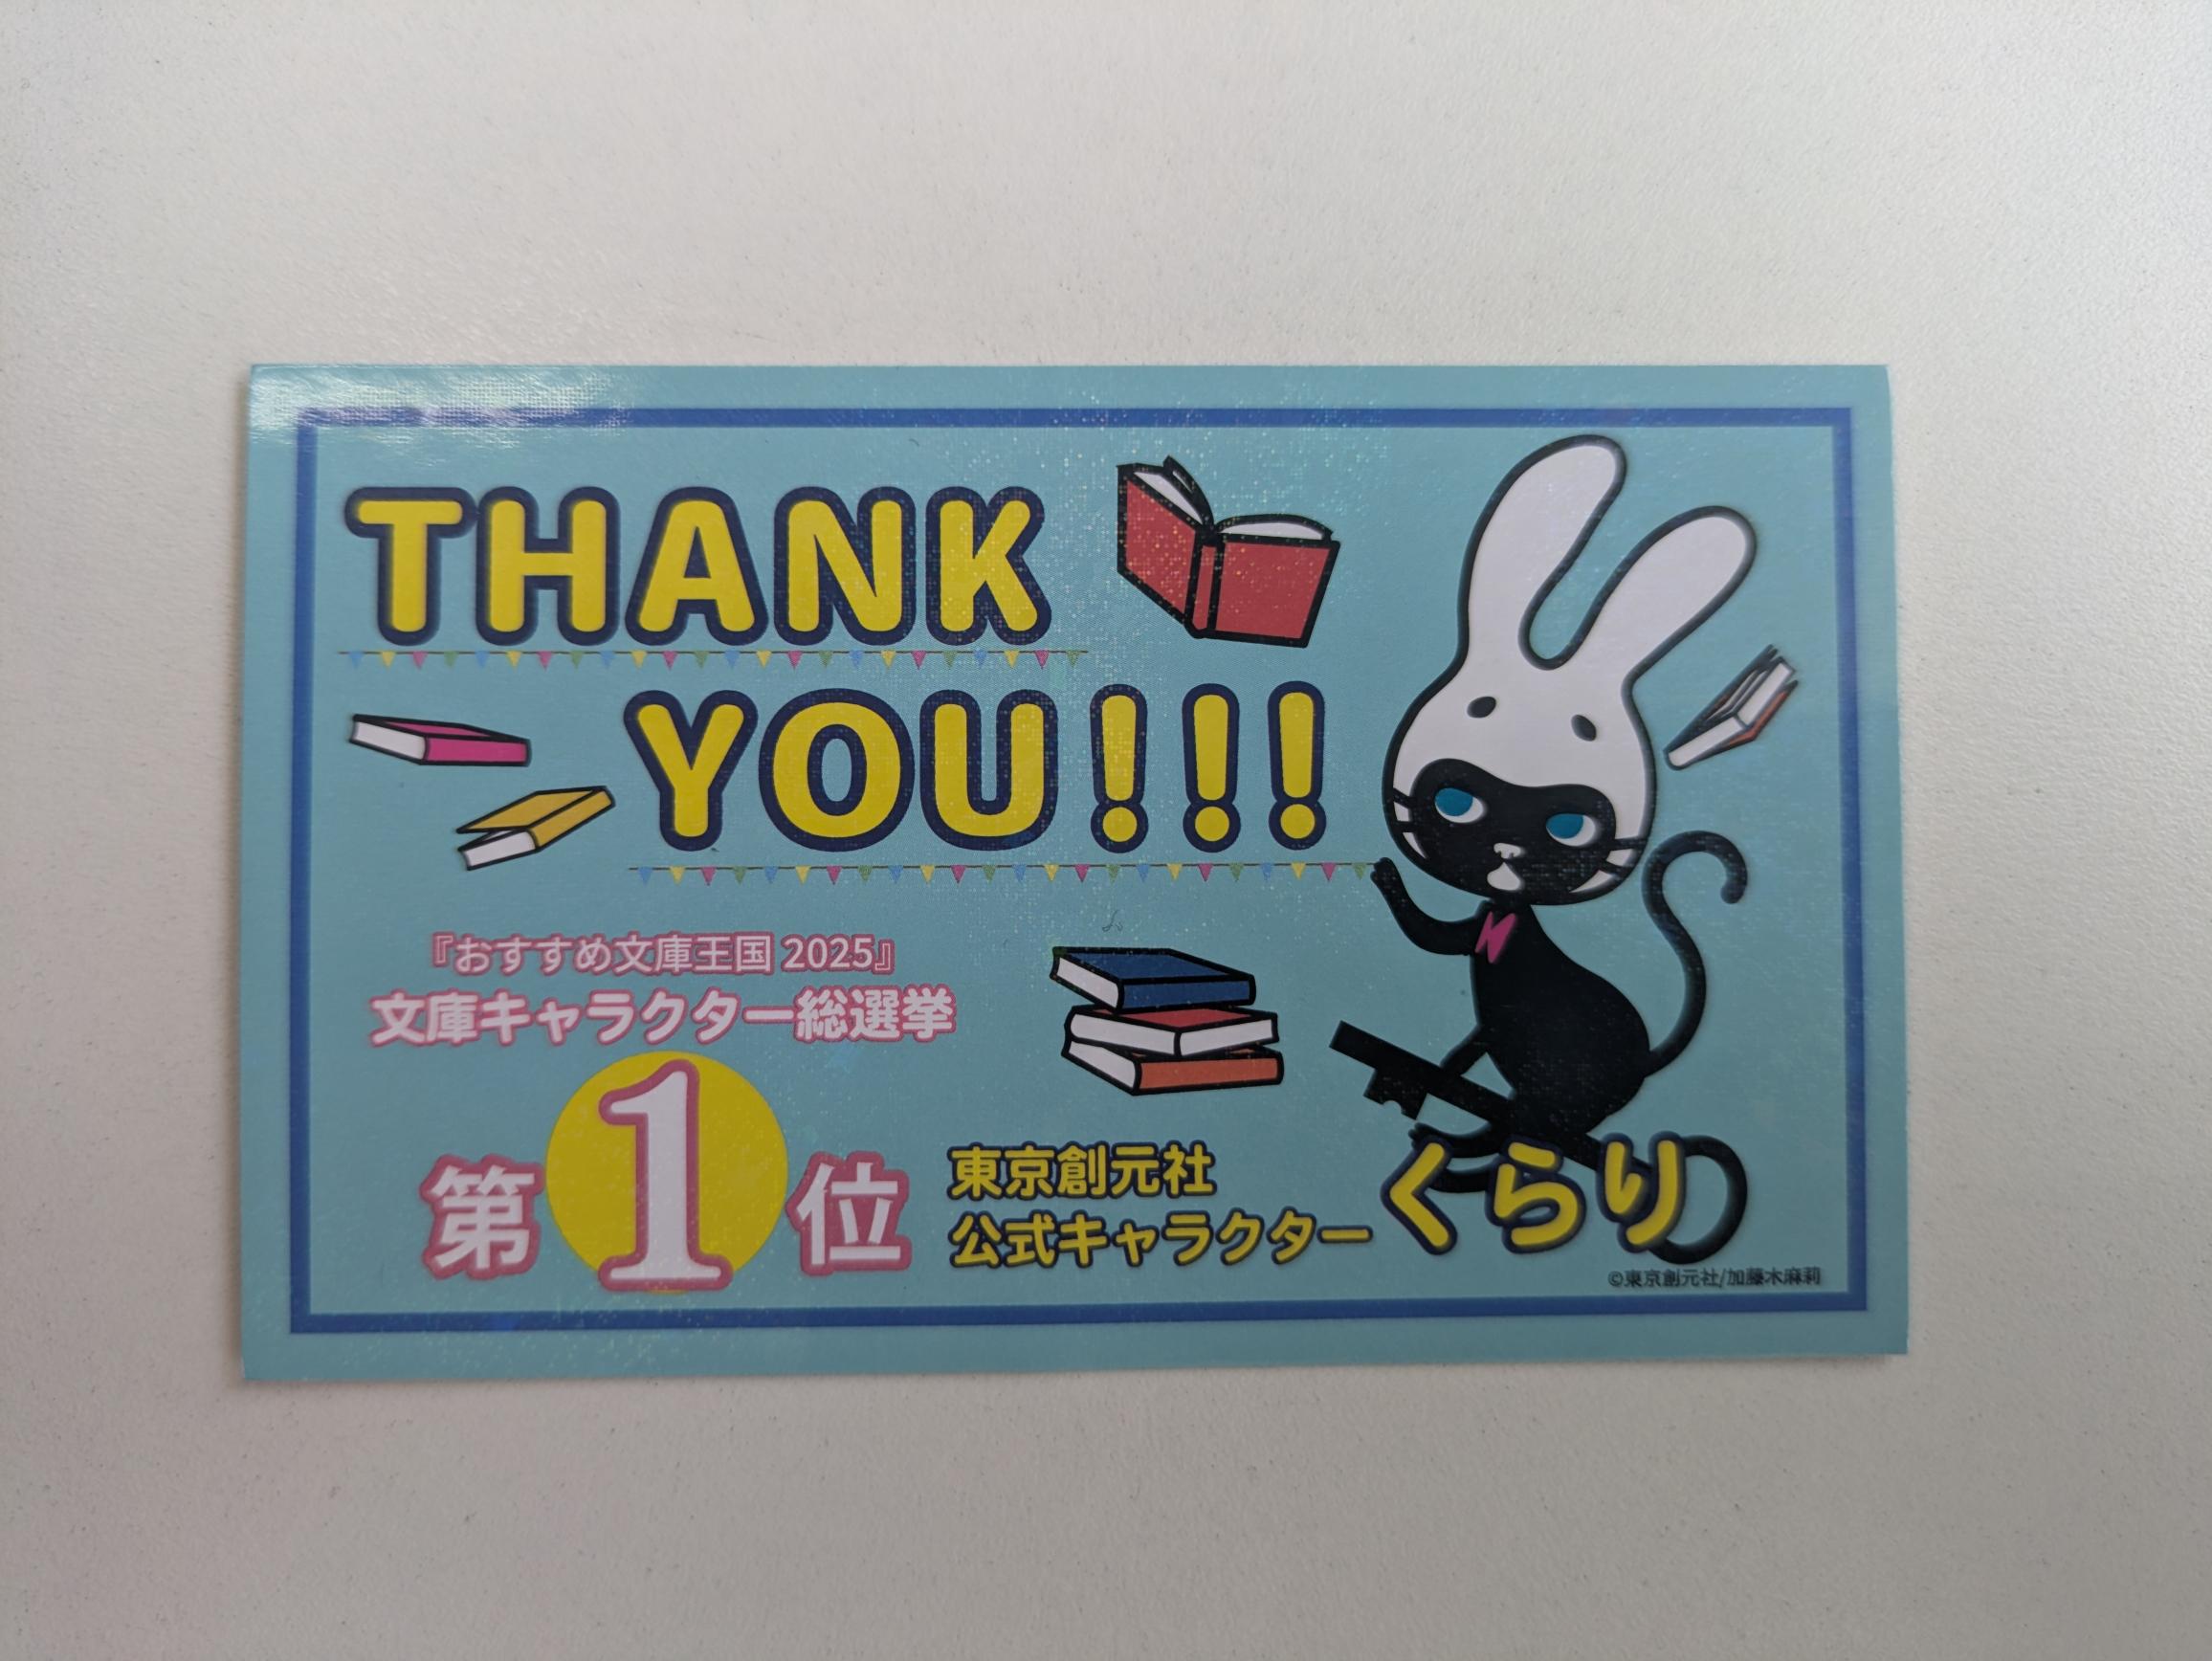 THANK
YOU!!!
『おすすめ文庫王国 2025』
文庫キャラクター総選挙
第1位
東京創元社
公式キャラクター くらり
©東京創元社/加藤木麻莉